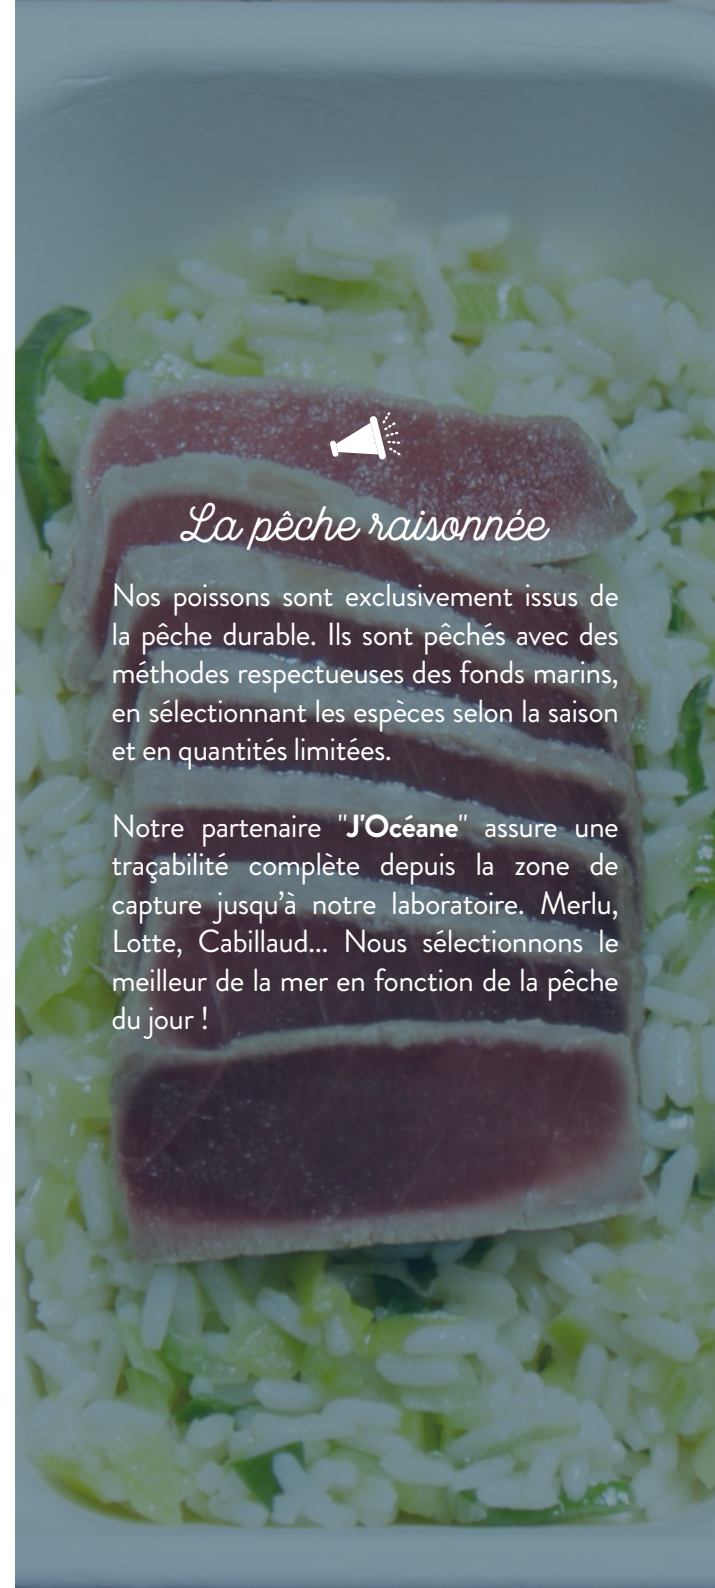 La pêche raisonnée
Nos poissons sont exclusivement issus de
la pêche durable. Ils sont pêchés avec des
méthodes respectueuses des fonds marins,
en sélectionnant les espèces selon la saison
et en quantités limitées.
Notre partenaire "J'Océane" assure une
traçabilité complète depuis la zone de
capture jusqu’à notre laboratoire. Merlu,
Lotte, Cabillaud... Nous sélectionnons le
meilleur de la mer en fonction de la pêche
du jour !